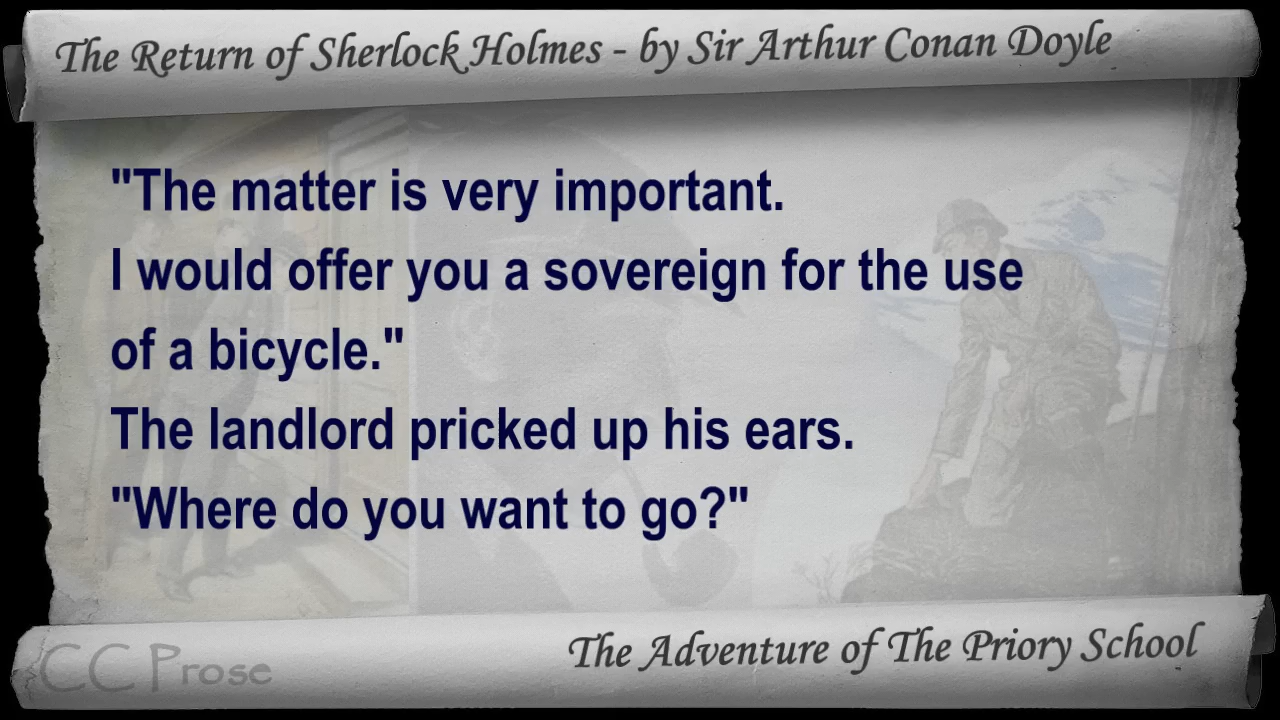 The Return of Sherlock Holmes - by Sir Arthur Conan Doyle
"The matter is very important.
I would offer you a sovereign for the use
of a bicycle."
The landlord pricked up his ears.
"Where do you want to go?"
The Adventure of The Priory School
CC Prose